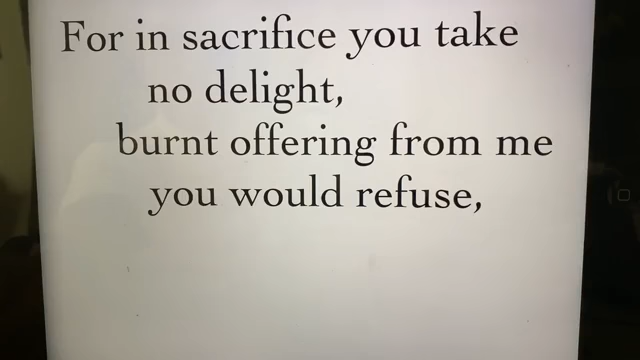 For in sacrifice you take
no delight,
burnt offering from me
you would refuse,